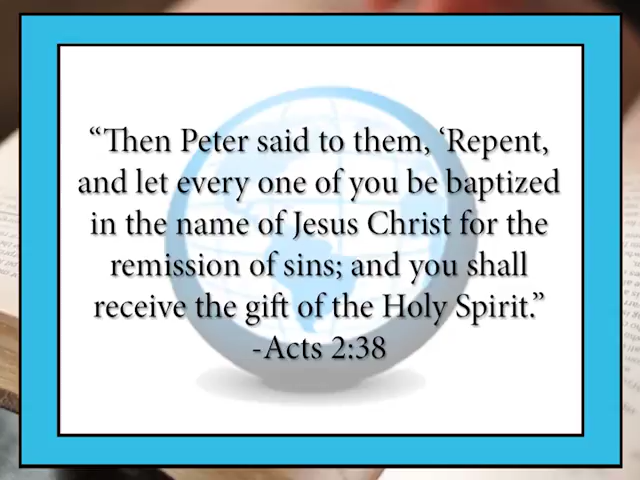 “Then Peter said to them, ‘Repent,
and let every one of you be baptized
in the name of Jesus Christ for the
remission of sins; and you shall
receive the gift of the Holy Spirit.”
-Acts 2:38